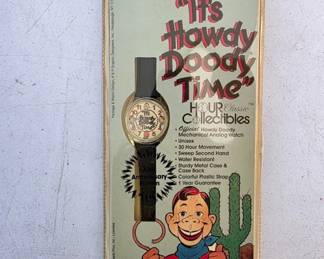 "It's
Howdy
Doody
Time"
HOUR Classic
Collectibles
• Official Howdy Doody
Mechanical Analog Watch
• Unisex
• 30 Hour Movement
• Sweep Second Hand
• Water Resistant
• Sturdy Metal Case &
Case Back
• Colorful Plastic Strap
• 1 Year Guarantee
Anniversary